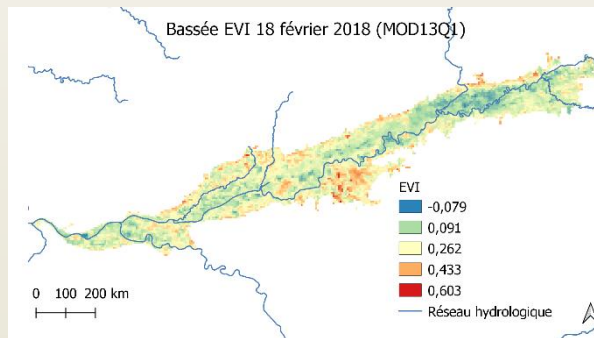 Bassée EVI 18 février 2018 (MOD13Q1)
EVI
-0,079
0,091
0,262
0,433
0,603
Réseau hydrologique
0 100 200 km